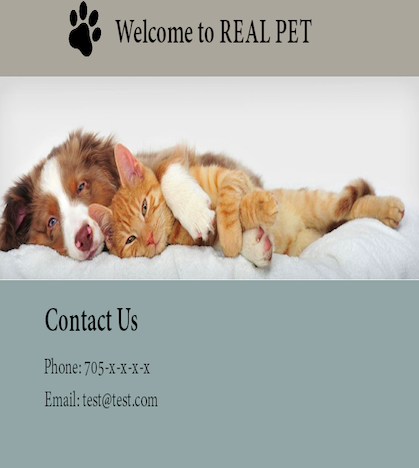 Welcome to REAL PET
Contact Us
Phone: 705-x-x-x-x
Email: test@test.com